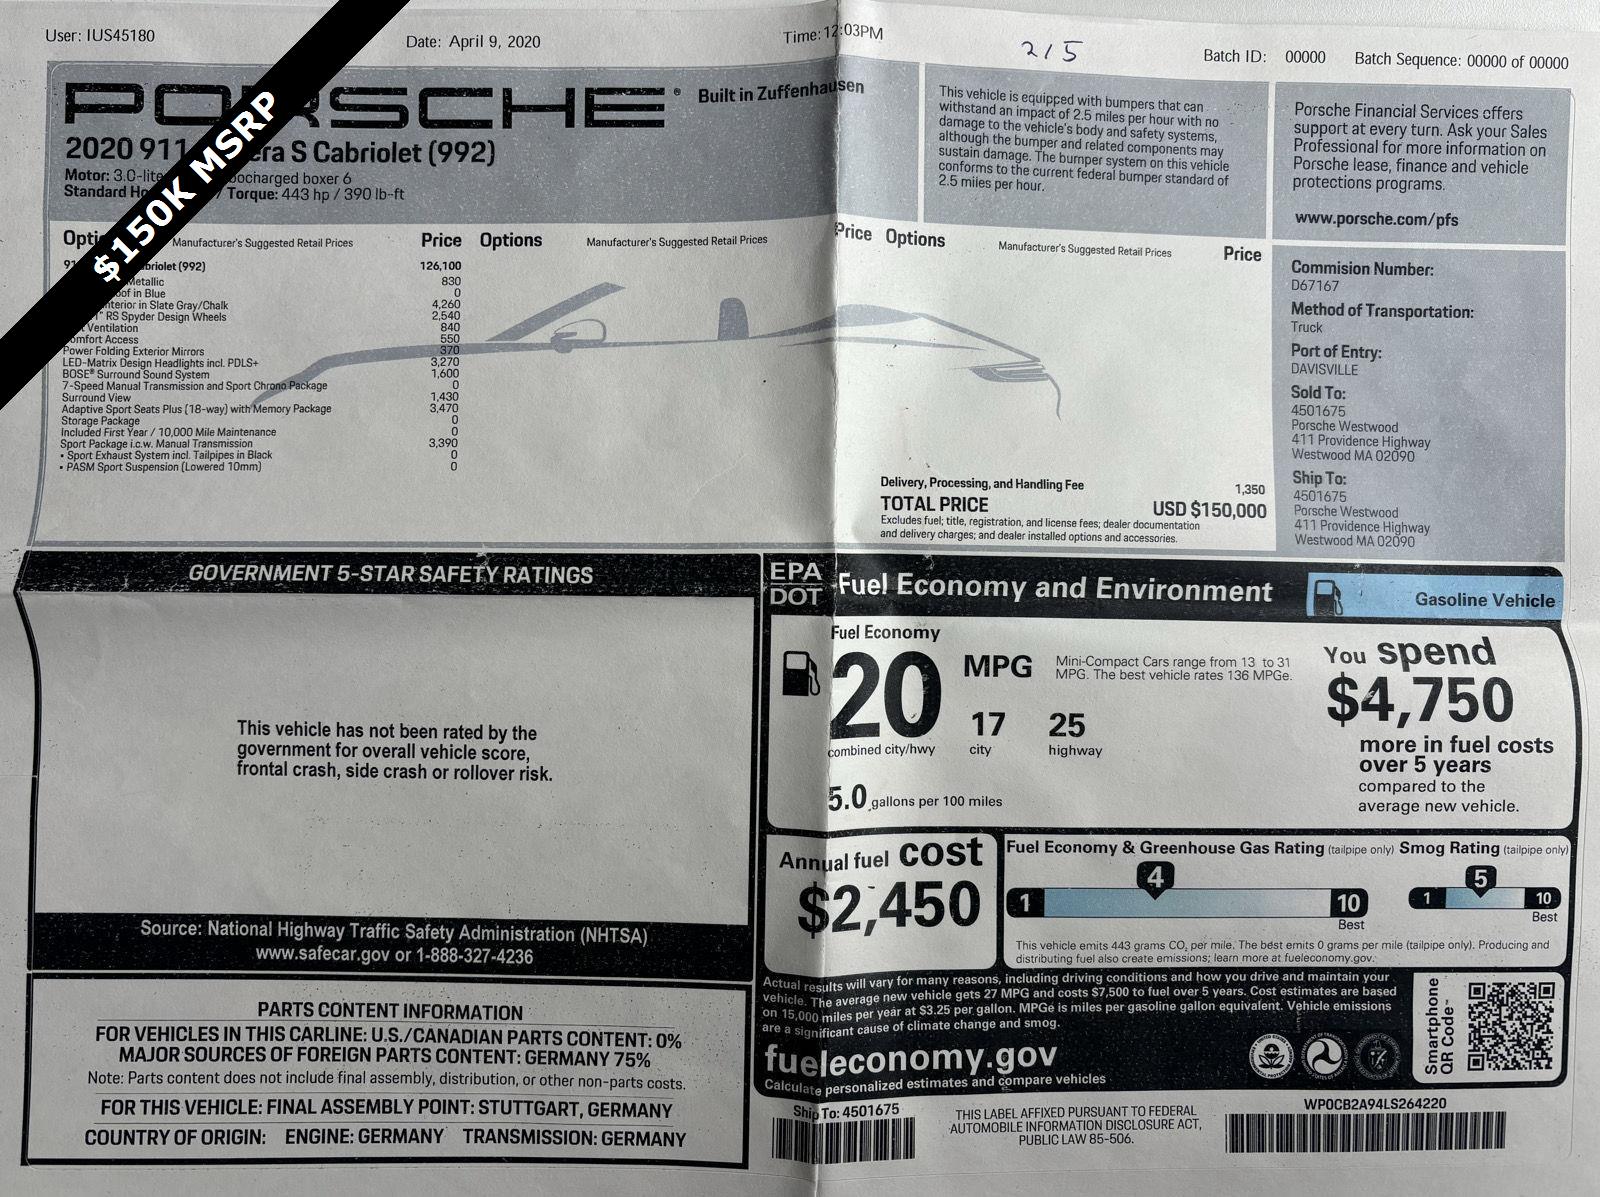 User: IUS45180
Date: April 9, 2020
Time: 12:03PM
215
Batch ID: 00000
Batch Sequence: 00000 of 00000
$150K MSRP
PORSCHE
Built in Zuffenhausen
2020 911 era S Cabriolet (992)
Motor: 3.0-lite bocharged boxer 6
Standard Ho / Torque: 443 hp / 390 lb-ft
This vehicle is equipped with bumpers that can
withstand an impact of 2.5 miles per hour with no
damage to the vehicle's body and safety systems,
although the bumper and related components may
sustain damage. The bumper system on this vehicle
conforms to the current federal bumper standard of
2.5 miles per hour.
Porsche Financial Services offers
support at every turn. Ask your Sales
Professional for more information on
Porsche lease, finance and vehicle
protections programs.
www.porsche.com/pfs
Opti Manufacturer's Suggested Retail Prices Price
Options Manufacturer's Suggested Retail Prices Price
Options Manufacturer's Suggested Retail Prices Price
briolet (992) 126,100
Metallic 830
oof in Blue 0
nterior in Slate Gray/Chalk 4,260
RS Spyder Design Wheels 2,540
Ventilation 840
omfort Access 550
Power Folding Exterior Mirrors 370
LED-Matrix Design Headlights incl. PDLS+ 3,270
BOSE® Surround Sound System 1,600
7-Speed Manual Transmission and Sport Chrono Package 0
Surround View 1,430
Adaptive Sport Seats Plus (18-way) with Memory Package 3,470
Storage Package 0
Included First Year / 10,000 Mile Maintenance 0
Sport Package i.c.w. Manual Transmission 3,390
• Sport Exhaust System incl. Tailpipes in Black 0
• PASM Sport Suspension (Lowered 10mm) 0
Delivery, Processing, and Handling Fee 1,350
TOTAL PRICE USD $150,000
Excludes fuel; title, registration, and license fees; dealer documentation
and delivery charges; and dealer installed options and accessories.
Commision Number:
D67167
Method of Transportation:
Truck
Port of Entry:
DAVISVILLE
Sold To:
4501675
Porsche Westwood
411 Providence Highway
Westwood MA 02090
Ship To:
4501675
Porsche Westwood
411 Providence Highway
Westwood MA 02090
GOVERNMENT 5-STAR SAFETY RATINGS
This vehicle has not been rated by the
government for overall vehicle score,
frontal crash, side crash or rollover risk.
Source: National Highway Traffic Safety Administration (NHTSA)
www.safecar.gov or 1-888-327-4236
PARTS CONTENT INFORMATION
FOR VEHICLES IN THIS CARLINE: U.S./CANADIAN PARTS CONTENT: 0%
MAJOR SOURCES OF FOREIGN PARTS CONTENT: GERMANY 75%
Note: Parts content does not include final assembly, distribution, or other non-parts costs.
FOR THIS VEHICLE: FINAL ASSEMBLY POINT: STUTTGART, GERMANY
COUNTRY OF ORIGIN: ENGINE: GERMANY TRANSMISSION: GERMANY
EPA
DOT
Fuel Economy and Environment
Gasoline Vehicle
Fuel Economy
20 MPG
combined city/hwy
17
city
25
highway
Mini-Compact Cars range from 13 to 31
MPG. The best vehicle rates 136 MPGe.
5.0 gallons per 100 miles
You spend
$4,750
more in fuel costs
over 5 years
compared to the
average new vehicle.
Annual fuel cost
$2,450
Fuel Economy & Greenhouse Gas Rating (tailpipe only)
4
1 10
Best
Smog Rating (tailpipe only)
5
1 10
Best
This vehicle emits 443 grams CO₂ per mile. The best emits 0 grams per mile (tailpipe only). Producing and
distributing fuel also create emissions; learn more at fueleconomy.gov.
Actual results will vary for many reasons, including driving conditions and how you drive and maintain your
vehicle. The average new vehicle gets 27 MPG and costs $7,500 to fuel over 5 years. Cost estimates are based
on 15,000 miles per year at $3.25 per gallon. MPGe is miles per gasoline gallon equivalent. Vehicle emissions
are a significant cause of climate change and smog.
fueleconomy.gov
Calculate personalized estimates and compare vehicles
Smartphone
QR Code™
Ship To: 4501675
THIS LABEL AFFIXED PURSUANT TO FEDERAL
AUTOMOBILE INFORMATION DISCLOSURE ACT,
PUBLIC LAW 85-506.
WP0CB2A94LS264220